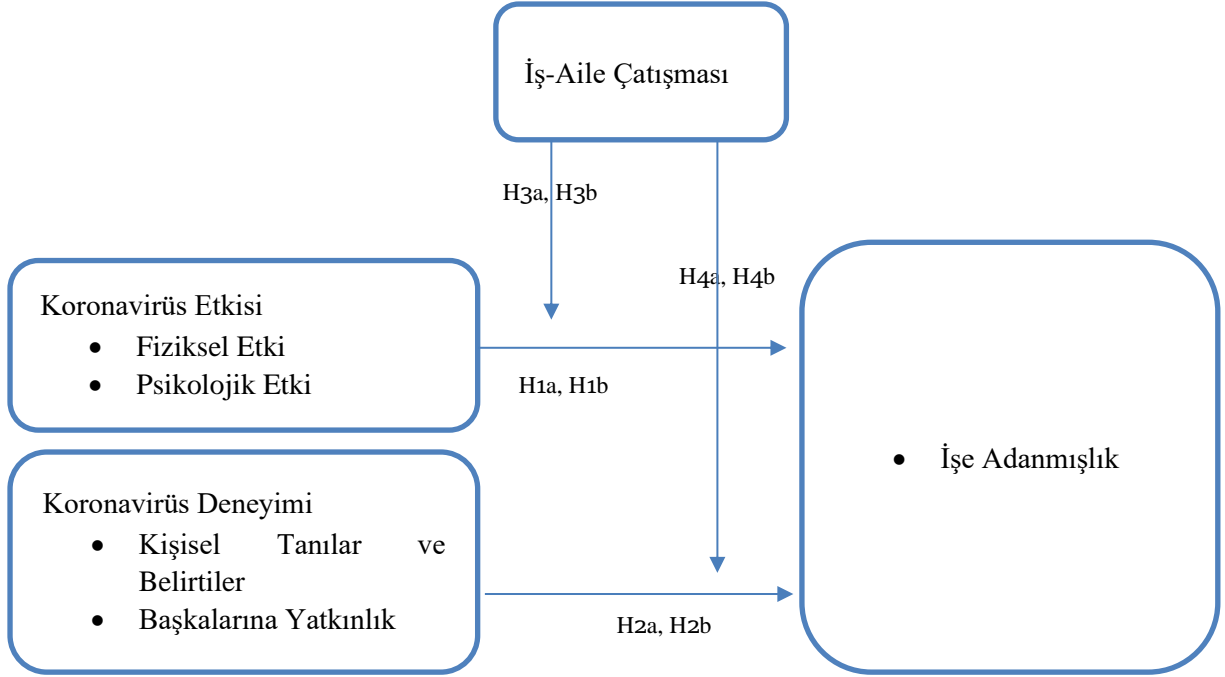 İş-Aile Çatışması
H3a, H3b
H4a, H4b
Koronavirüs Etkisi
• Fiziksel Etki
• Psikolojik Etki
H1a, H1b
• İşe Adanmışlık
Koronavirüs Deneyimi
• Kişisel Tanılar ve
Belirtiler
• Başkalarına Yatkınlık
H2a, H2b